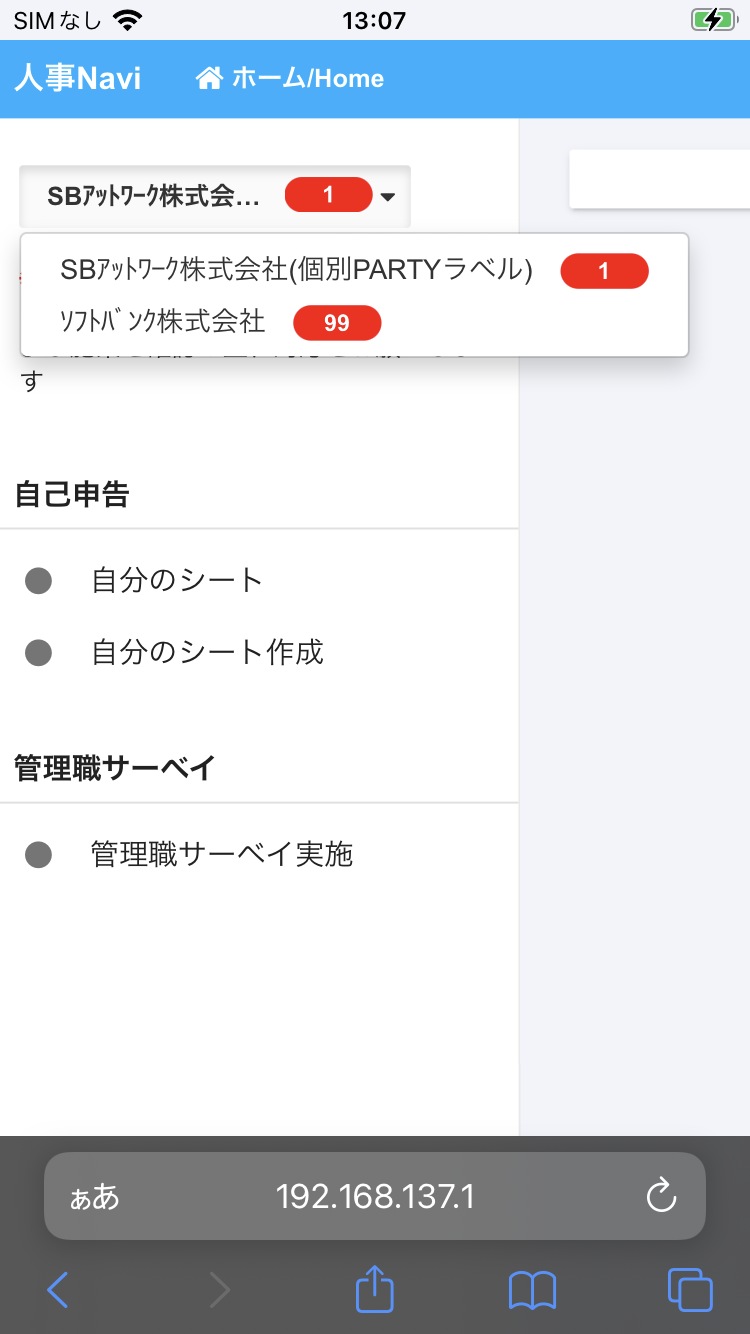 SIMなし 13:07
人事Navi ホーム/Home
SBｱｯﾄﾜｰｸ株式会... 1
SBｱｯﾄﾜｰｸ株式会社(個別PARTYラベル) 1
ｿﾌﾄﾊﾞﾝｸ株式会社 99
す
自己申告
自分のシート
自分のシート作成
管理職サーベイ
管理職サーベイ実施
ぁあ 192.168.137.1